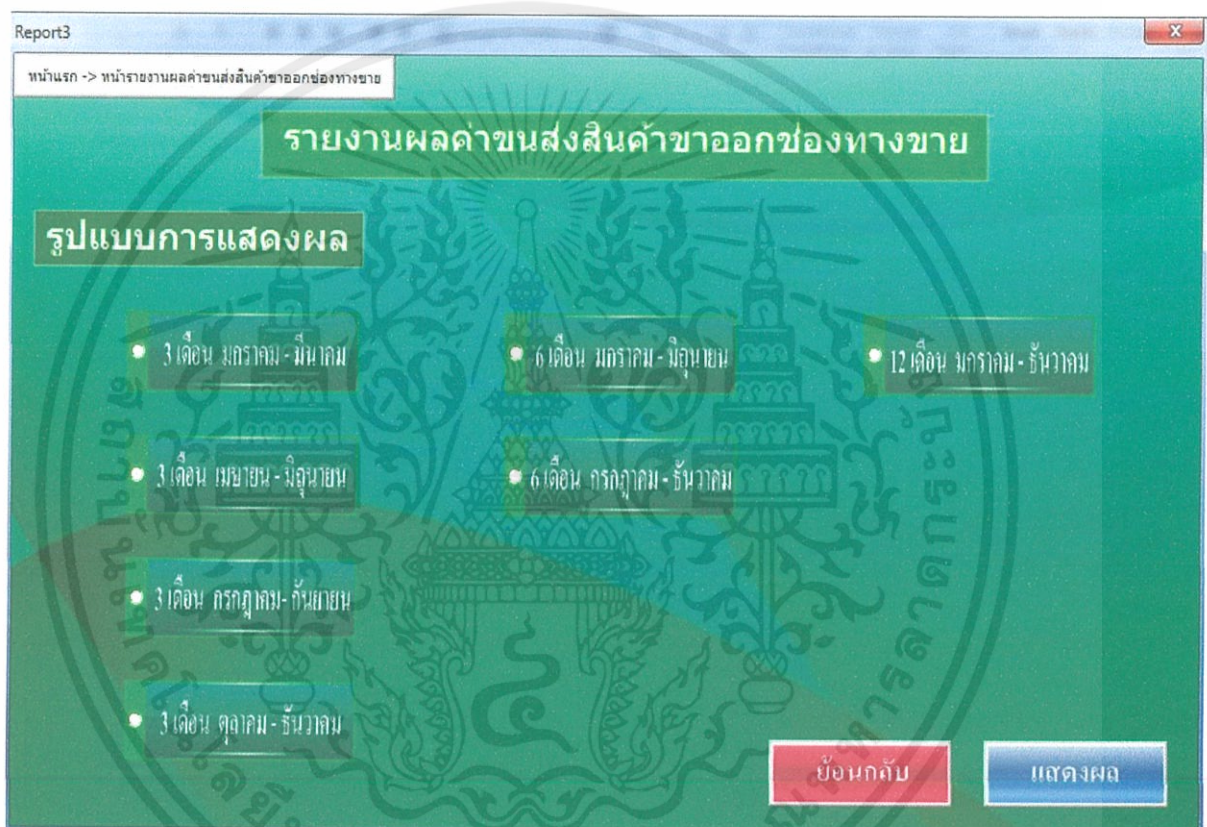 Report3
หน้าแรก -> หน้ารายงานผลค่าขนส่งสินค้าขาออกช่องทางขาย
รายงานผลค่าขนส่งสินค้าขาออกช่องทางขาย
รูปแบบการแสดงผล
3 เดือน มกราคม - มีนาคม
6 เดือน มกราคม - มิถุนายน
12 เดือน มกราคม - ธันวาคม
3 เดือน เมษายน - มิถุนายน
6 เดือน กรกฎาคม - ธันวาคม
3 เดือน กรกฎาคม- กันยายน
3 เดือน ตุลาคม - ธันวาคม
ย้อนกลับ
แสดงผล